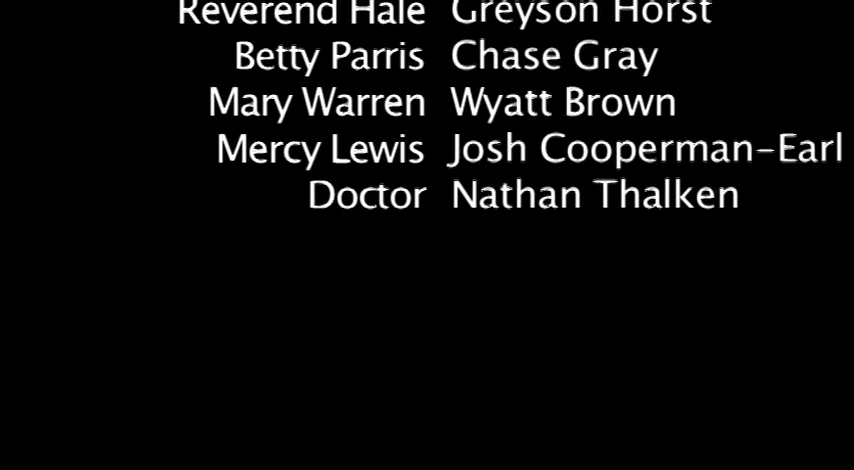 Reverend Hale Greyson Horst
Betty Parris Chase Gray
Mary Warren Wyatt Brown
Mercy Lewis Josh Cooperman-Earl
Doctor Nathan Thalken